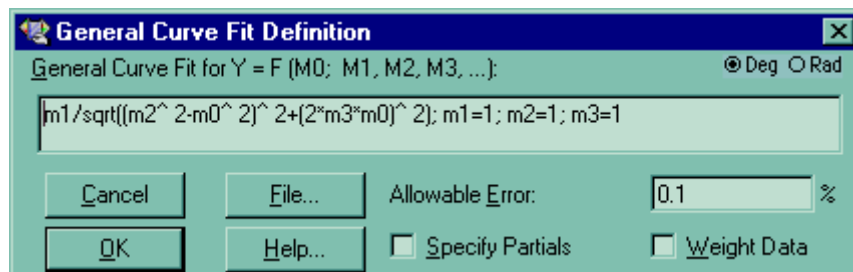 General Curve Fit Definition
General Curve Fit for Y = F (M0; M1, M2, M3, ...):
Deg Rad
m1/sqrt((m2^ 2-m0^ 2)^ 2+(2*m3*m0)^ 2); m1=1; m2=1; m3=1
Cancel File... Allowable Error: 0.1 %
OK Help... Specify Partials Weight Data